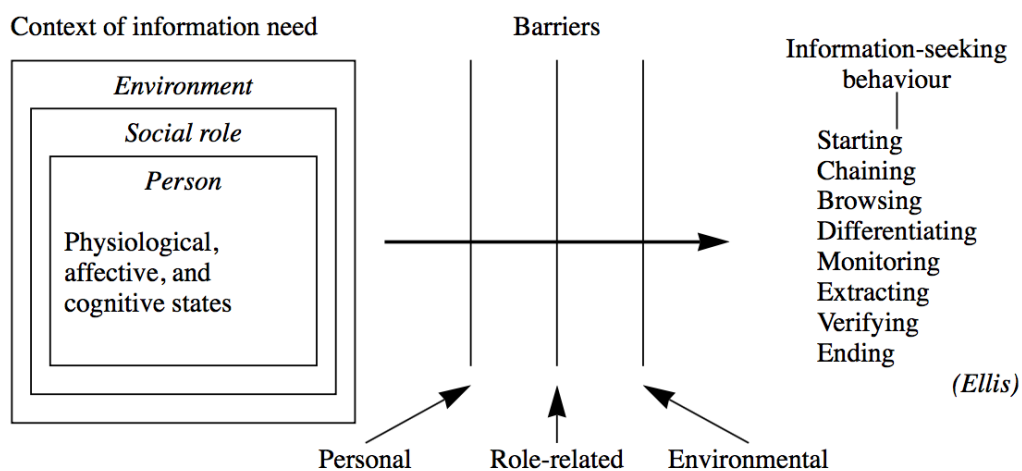 Context of information need
Barriers
Information-seeking
behaviour
Environment
Social role
Person
Physiological,
affective, and
cognitive states
Starting
Chaining
Browsing
Differentiating
Monitoring
Extracting
Verifying
Ending
(Ellis)
Personal
Role-related
Environmental